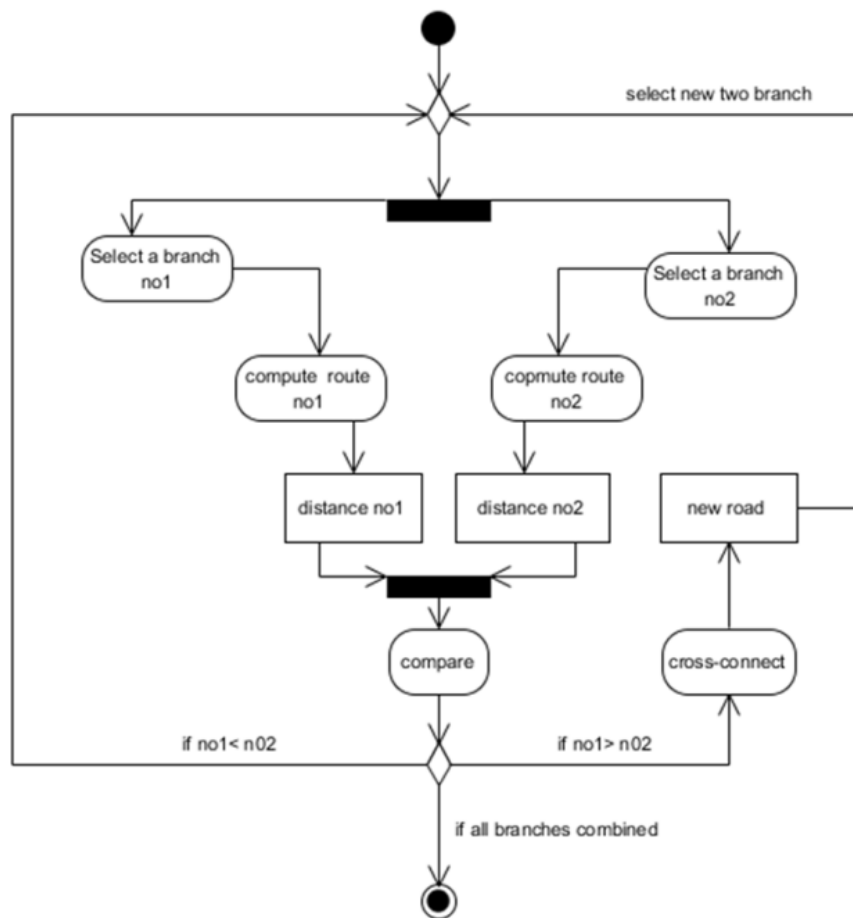 select new two branch
Select a branch
no1
Select a branch
no2
compute route
no1
copmute route
no2
distance no1
distance no2
new road
compare
cross-connect
if no1< n02
if no1> n02
if all branches combined